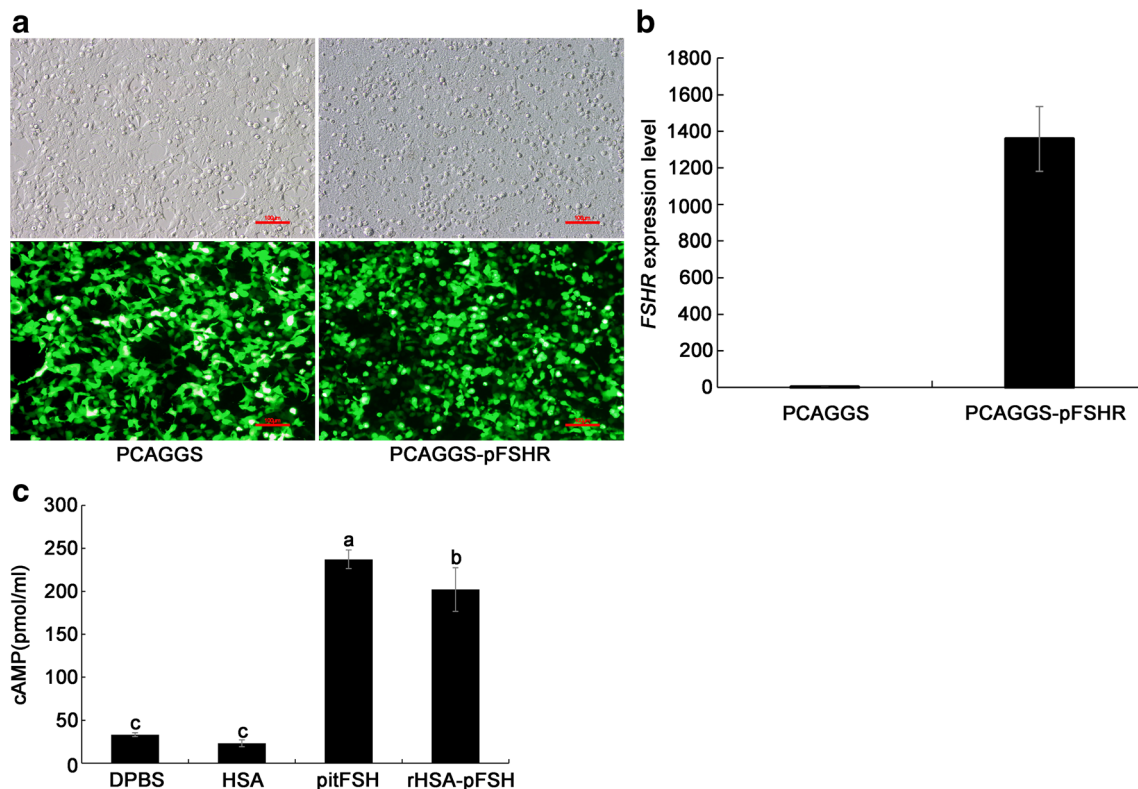 a
100μm
PCAGGS
PCAGGS-pFSHR
b
FSHR expression level
1800
1600
1400
1200
1000
800
600
400
200
0
PCAGGS
PCAGGS-pFSHR
c
cAMP(pmol/ml)
300
250
200
150
100
50
0
c
c
a
b
DPBS
HSA
pitFSH
rHSA-pFSH